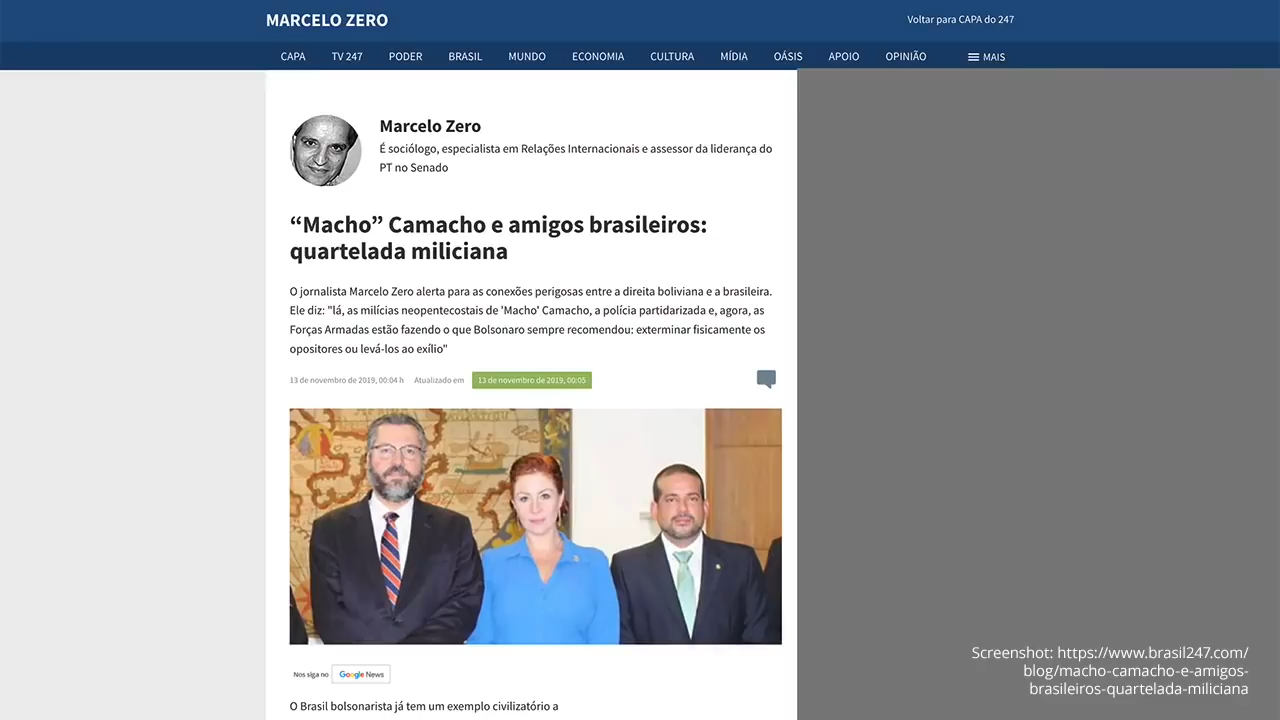 MARCELO ZERO
Voltar para CAPA do 247
CAPA TV 247 PODER BRASIL MUNDO ECONOMIA CULTURA MÍDIA OÁSIS APOIO OPINIÃO MAIS
Marcelo Zero
É sociólogo, especialista em Relações Internacionais e assessor da liderança do
PT no Senado
“Macho” Camacho e amigos brasileiros:
quartelada miliciana
O jornalista Marcelo Zero alerta para as conexões perigosas entre a direita boliviana e a brasileira.
Ele diz: "lá, as milícias neopentecostais de 'Macho' Camacho, a polícia partidarizada e, agora, as
Forças Armadas estão fazendo o que Bolsonaro sempre recomendou: exterminar fisicamente os
opositores ou levá-los ao exílio"
13 de novembro de 2019, 00:04 h Atualizado em 13 de novembro de 2019, 00:05
Nos siga no Google News
O Brasil bolsonarista já tem um exemplo civilizatório a
Screenshot: https://www.brasil247.com/
blog/macho-camacho-e-amigos-
brasileiros-quartelada-miliciana